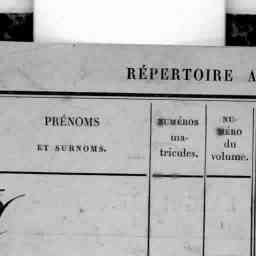 RÉPERTOIRE A
PRÉNOMS
ET SURNOMS.
NUMÉROS
ma-
tricules.
NU-
MÉRO
du
volume.